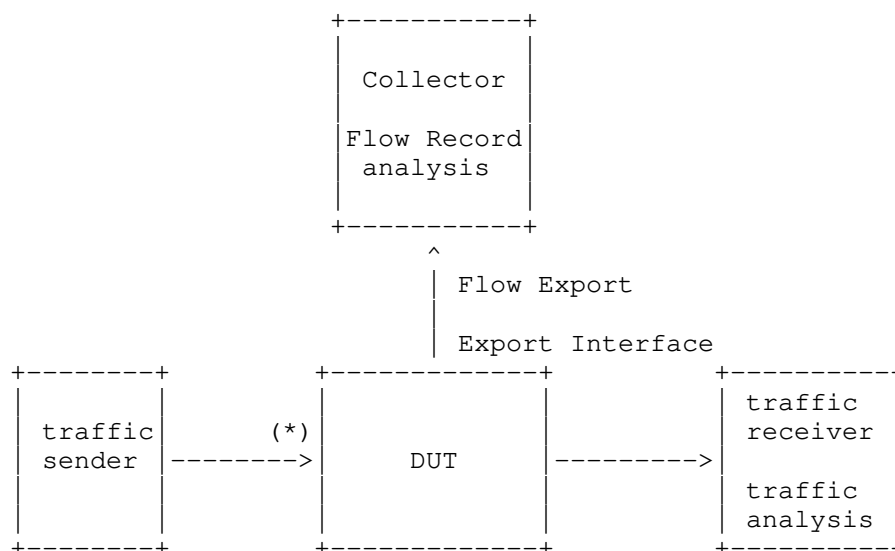 Collector
Flow Record
analysis
Flow Export
Export Interface
traffic
sender
(*)
DUT
traffic
receiver
traffic
analysis